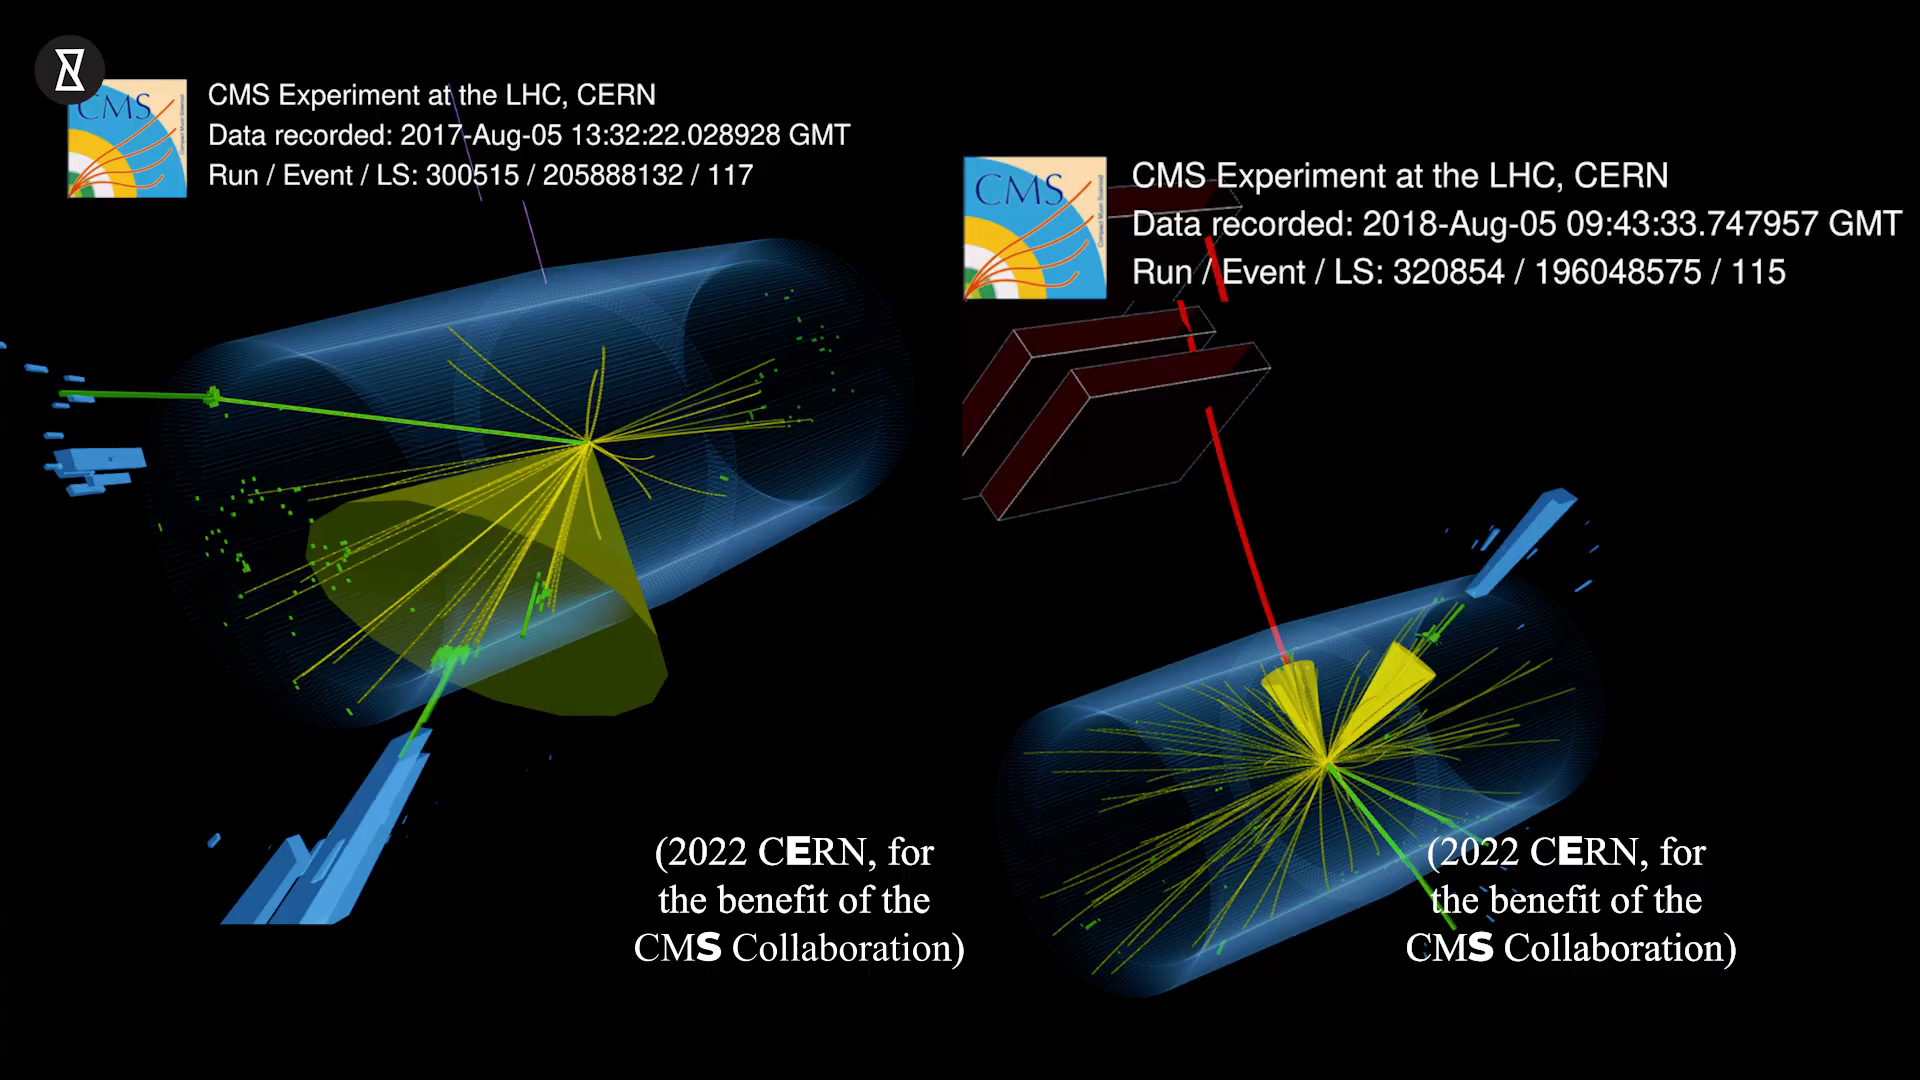 CMS
CMS Experiment at the LHC, CERN
Data recorded: 2017-Aug-05 13:32:22.028928 GMT
Run / Event / LS: 300515 / 205888132 / 117
CMS
CMS Experiment at the LHC, CERN
Data recorded: 2018-Aug-05 09:43:33.747957 GMT
Run / Event / LS: 320854 / 196048575 / 115
(2022 CERN, for
the benefit of the
CMS Collaboration)
(2022 CERN, for
the benefit of the
CMS Collaboration)